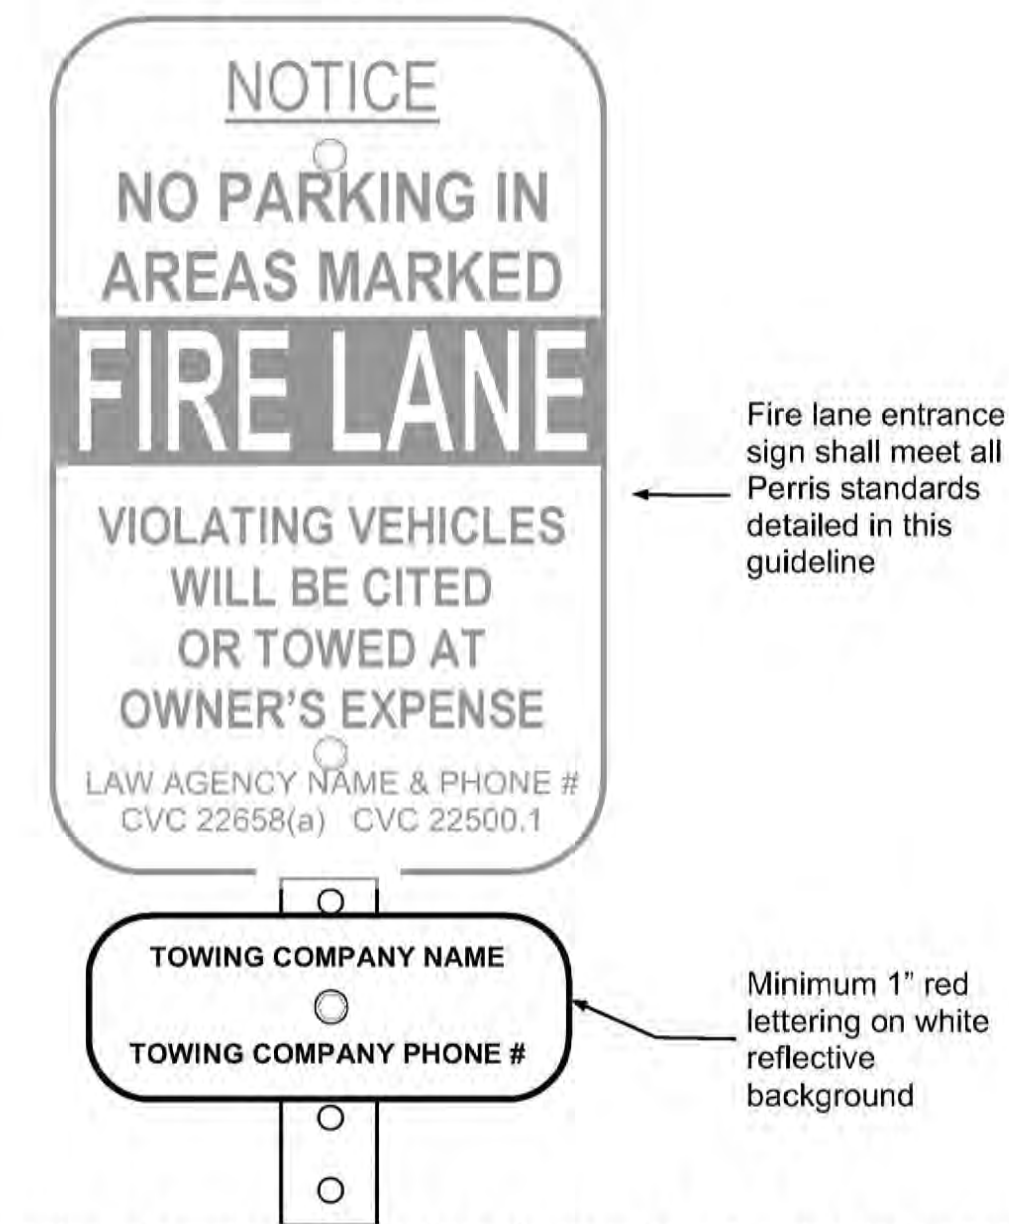 NOTICE
NO PARKING IN
AREAS MARKED
FIRE LANE
VIOLATING VEHICLES
WILL BE CITED
OR TOWED AT
OWNER'S EXPENSE
LAW AGENCY NAME & PHONE #
CVC 22658(a) CVC 22500.1
Fire lane entrance
sign shall meet all
Perris standards
detailed in this
guideline
TOWING COMPANY NAME
TOWING COMPANY PHONE #
Minimum 1” red
lettering on white
reflective
background